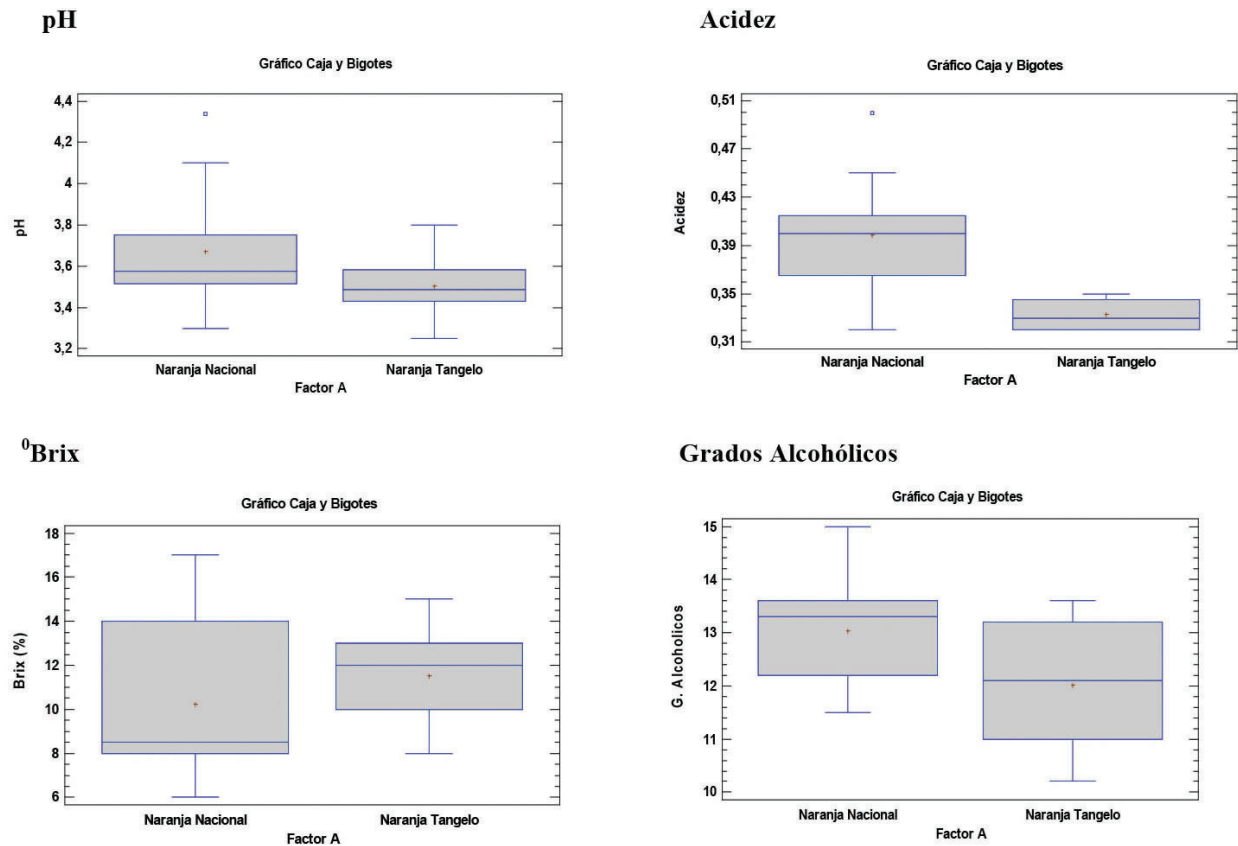 pH
Gráfico Caja y Bigotes
4,4
4,2
4
3,8
3,6
3,4
3,2
pH
Naranja Nacional
Naranja Tangelo
Factor A
Acidez
Gráfico Caja y Bigotes
0,51
0,47
0,43
0,39
0,35
0,31
Acidez
Naranja Nacional
Naranja Tangelo
Factor A
⁰Brix
Gráfico Caja y Bigotes
18
16
14
12
10
8
6
Brix (%)
Naranja Nacional
Naranja Tangelo
Factor A
Grados Alcohólicos
Gráfico Caja y Bigotes
15
14
13
12
11
10
G. Alcoholicos
Naranja Nacional
Naranja Tangelo
Factor A